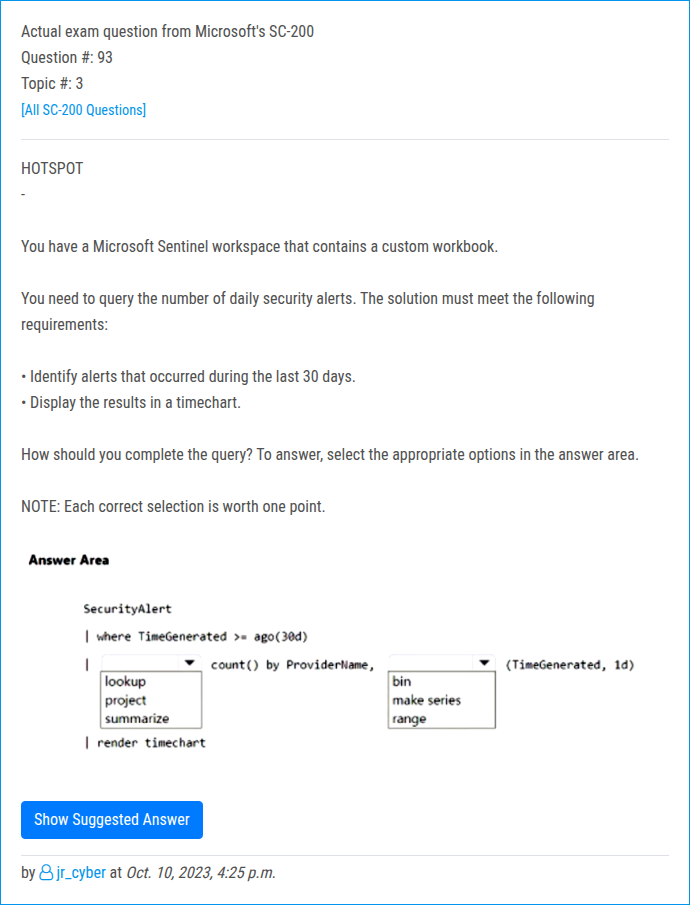 Actual exam question from Microsoft's SC-200
Question #: 93
Topic #: 3
[All SC-200 Questions]
HOTSPOT
-
You have a Microsoft Sentinel workspace that contains a custom workbook.
You need to query the number of daily security alerts. The solution must meet the following
requirements:
• Identify alerts that occurred during the last 30 days.
• Display the results in a timechart.
How should you complete the query? To answer, select the appropriate options in the answer area.
NOTE: Each correct selection is worth one point.
Answer Area
SecurityAlert
| where TimeGenerated >= ago(30d)
| count() by ProviderName, (TimeGenerated, 1d)
lookup bin
project make series
summarize range
| render timechart
Show Suggested Answer
by jr_cyber at Oct. 10, 2023, 4:25 p.m.